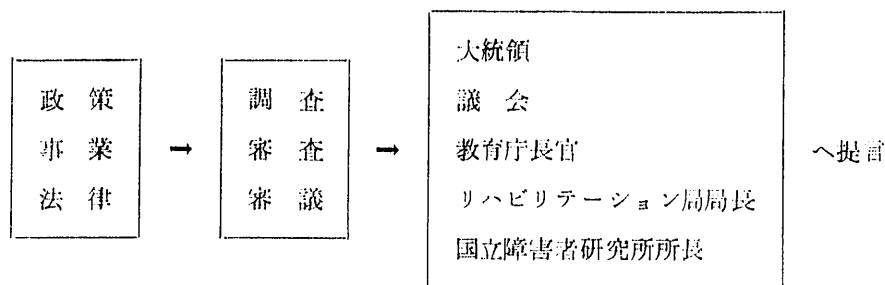 政策
事業
法律
→
調査
審査
審議
→
大統領
議会
教育庁長官
リハビリテーション局局長
国立障害者研究所所長
へ提言